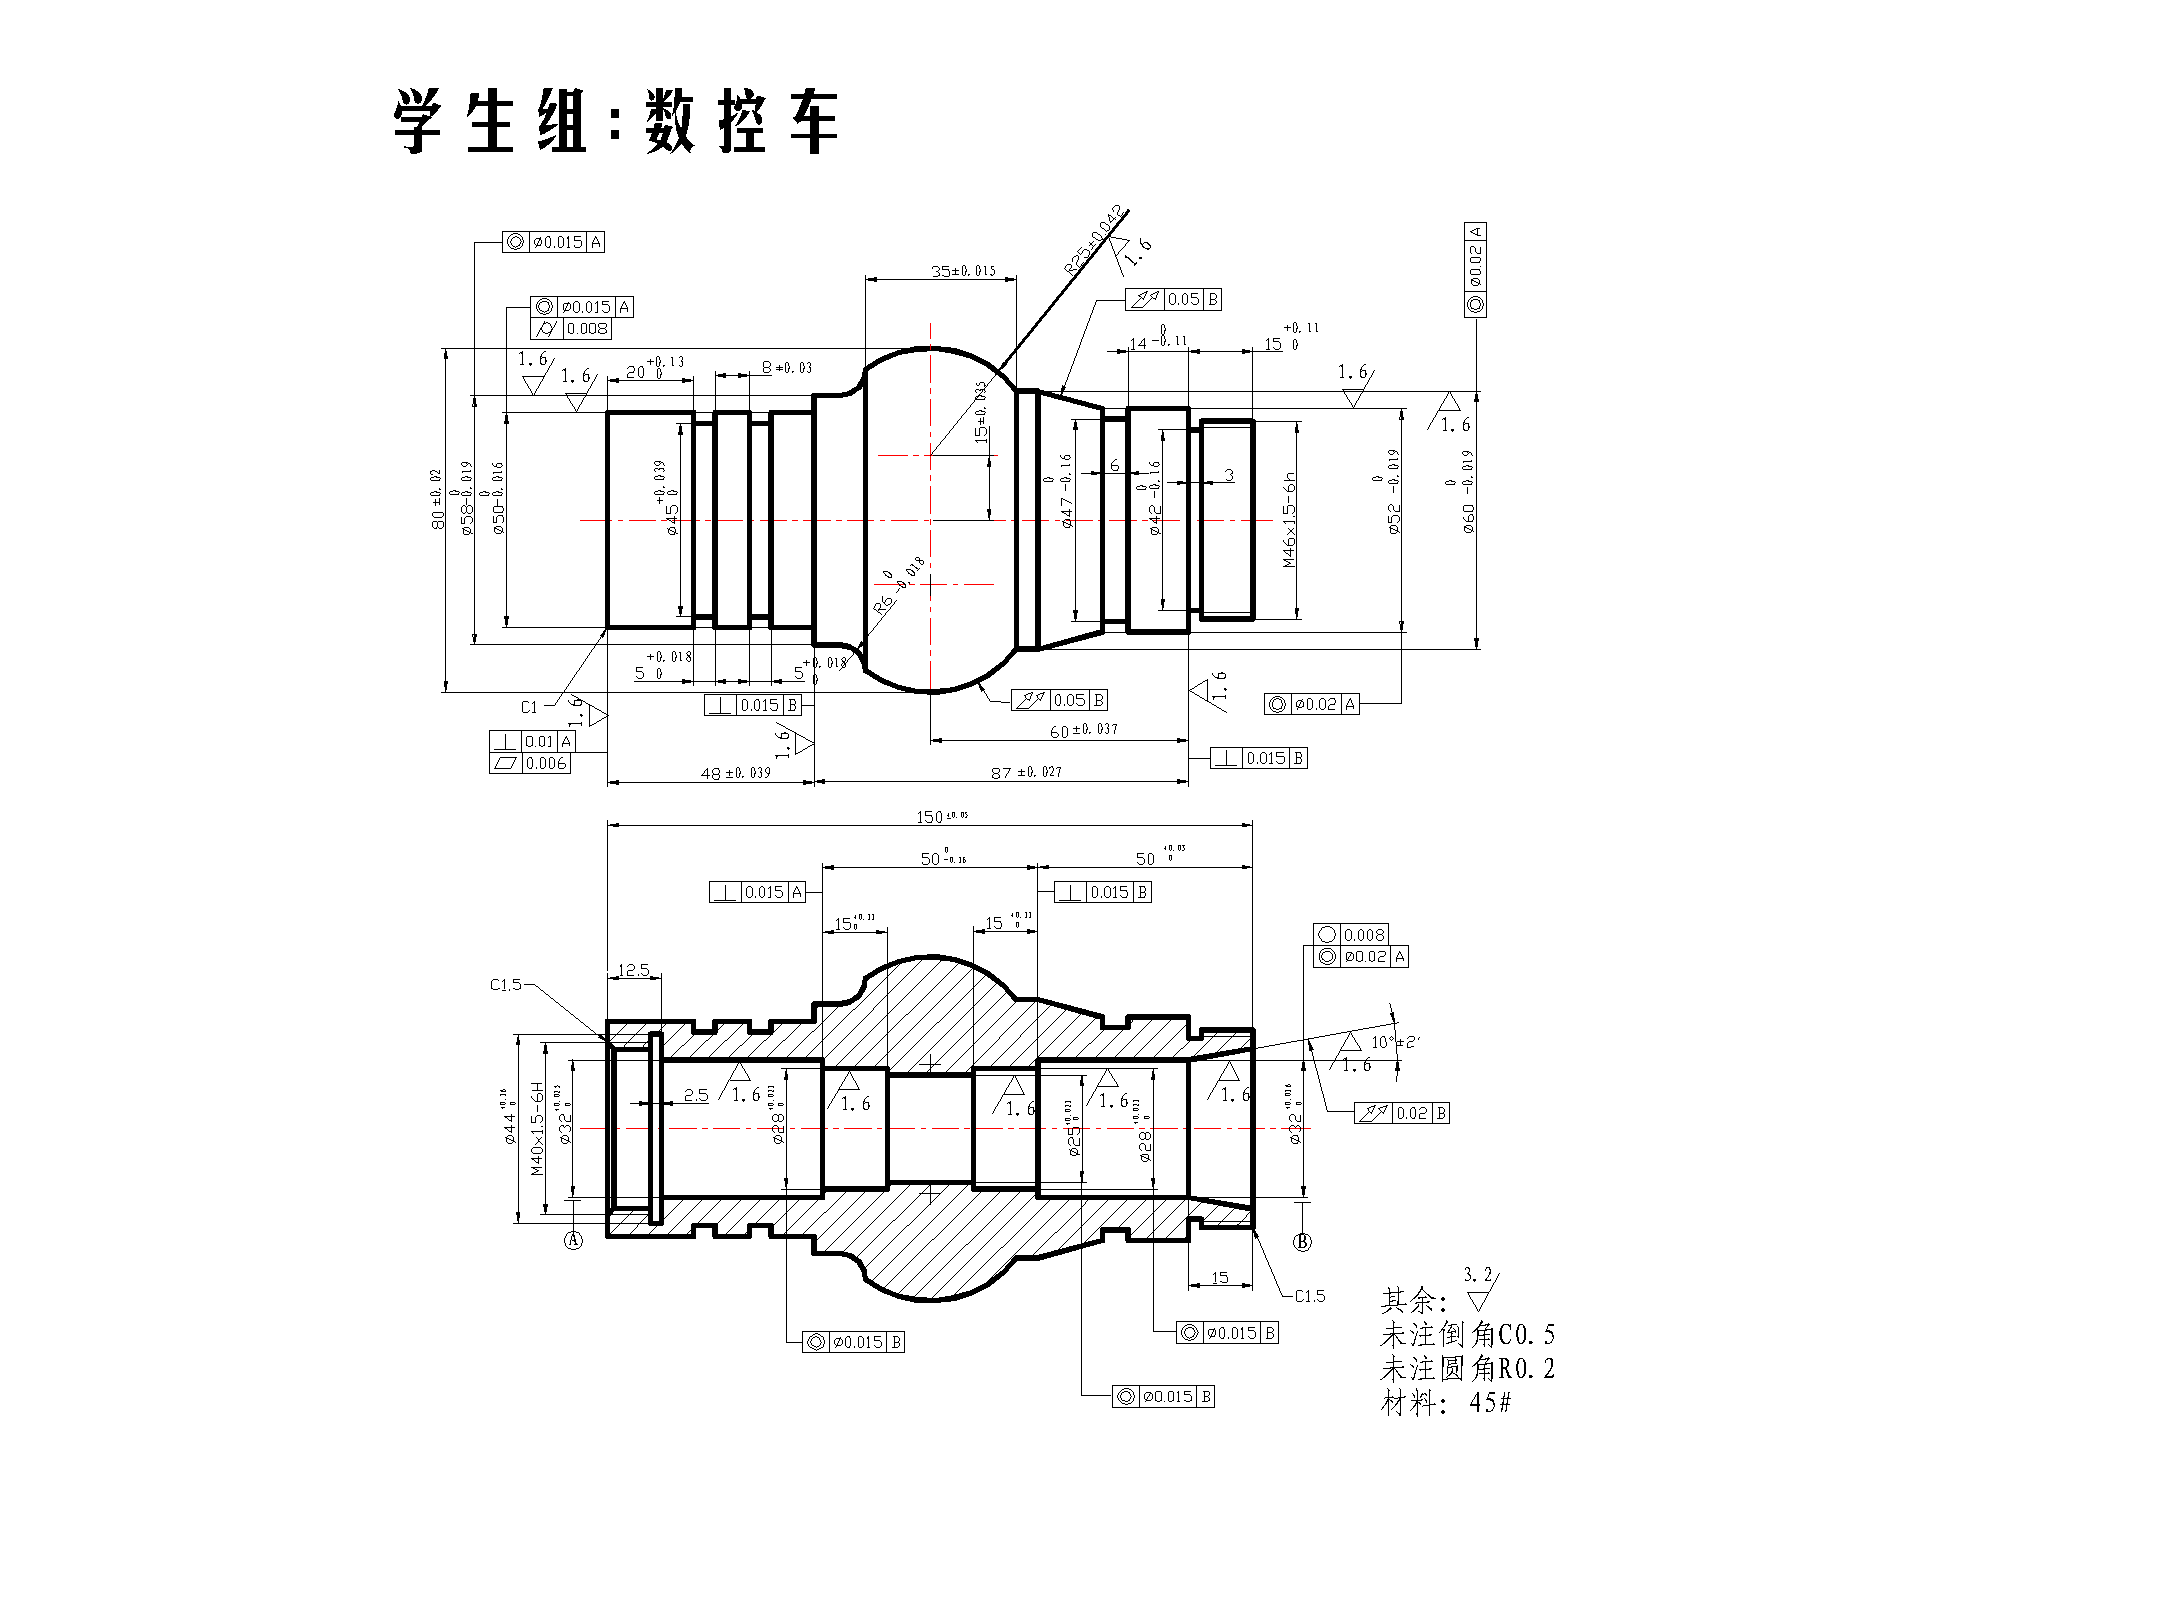 学生组:数控车
⌀0.015 A
⌀0.02 A
R25±0.042
1.6
35±0.015
0.05 B
⌀0.015 A
0.008
14 0 -0.11
15 +0.11 0
1.6
20 +0.13 0
1.6
8±0.03
1.6
1.6
15±0.035
80±0.02
⌀58 0 -0.019
⌀50 0 -0.016
⌀45 +0.039 0
⌀47 0 -0.16
6
⌀42 0 -0.16
3
M46×1.5-6h
⌀52 0 -0.019
⌀60 0 -0.019
R6 0 -0.018
5 +0.018 0
5 +0.018 0
C1
1.6
0.015 B
0.05 B
1.6
⌀0.02 A
0.01 A
0.006
1.6
60±0.037
0.015 B
48±0.039
87±0.027
150±0.05
50 0 -0.16
50 +0.03 0
0.015 A
0.015 B
15 +0.11 0
15 +0.11 0
0.008
⌀0.02 A
12.5
C1.5
10°±2′
1.6
1.6
1.6
1.6
1.6
1.6
2.5
0.02 B
⌀44 +0.16 0
M40×1.5-6H
⌀32 +0.025 0
⌀28 +0.021 0
⌀25 +0.021 0
⌀28 +0.021 0
⌀32 +0.016 0
A
B
15
C1.5
⌀0.015 B
⌀0.015 B
⌀0.015 B
其余: 3.2
未注倒角C0.5
未注圆角R0.2
材料: 45#